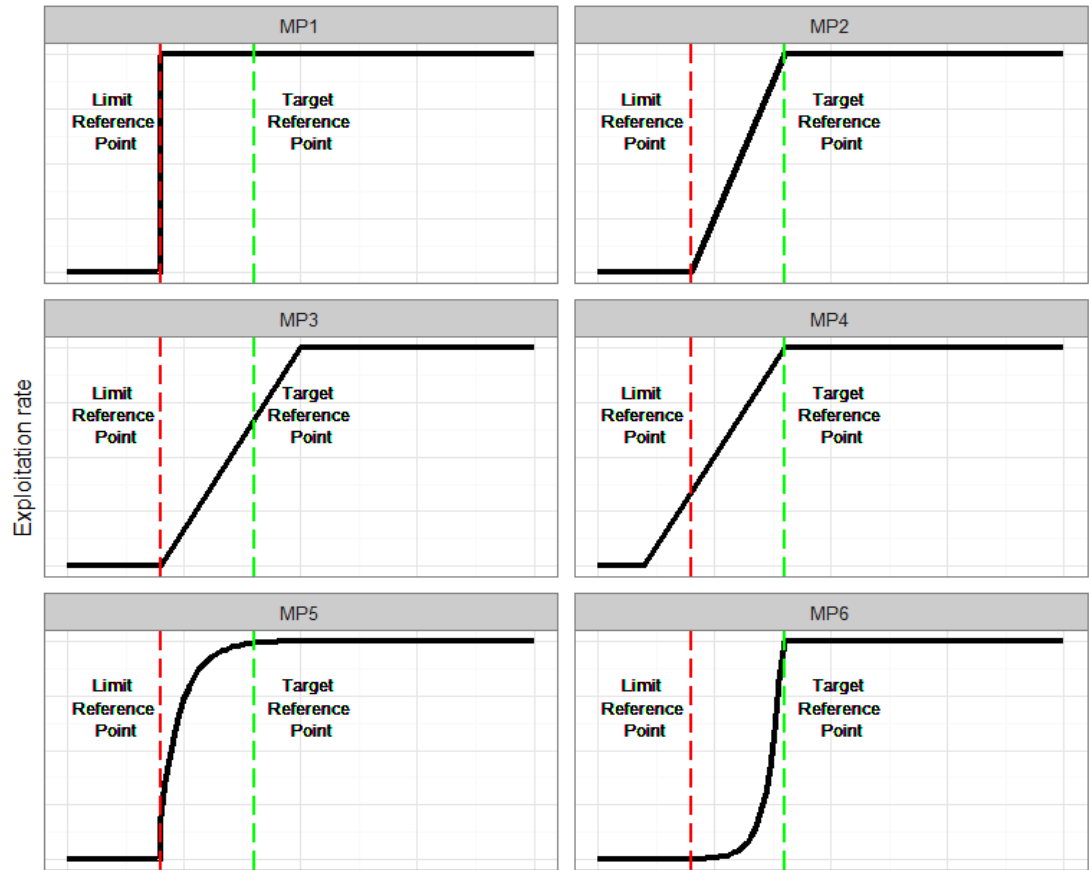 MP1
MP2
Limit
Reference
Point
Target
Reference
Point
Limit
Reference
Point
Target
Reference
Point
MP3
MP4
Limit
Reference
Point
Target
Reference
Point
Limit
Reference
Point
Target
Reference
Point
Exploitation rate
MP5
MP6
Limit
Reference
Point
Target
Reference
Point
Limit
Reference
Point
Target
Reference
Point